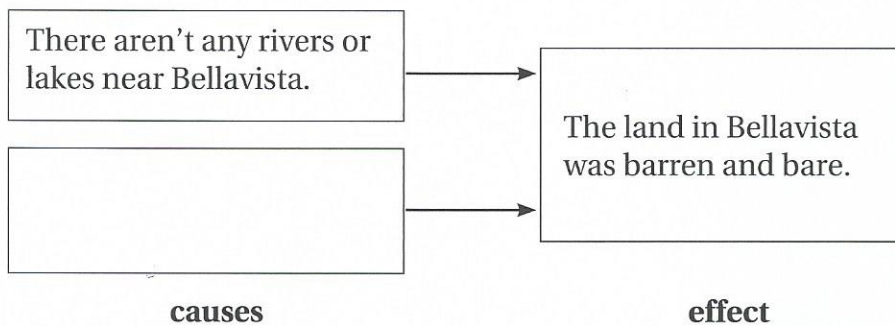 There aren't any rivers or
lakes near Bellavista.
The land in Bellavista
was barren and bare.
causes
effect